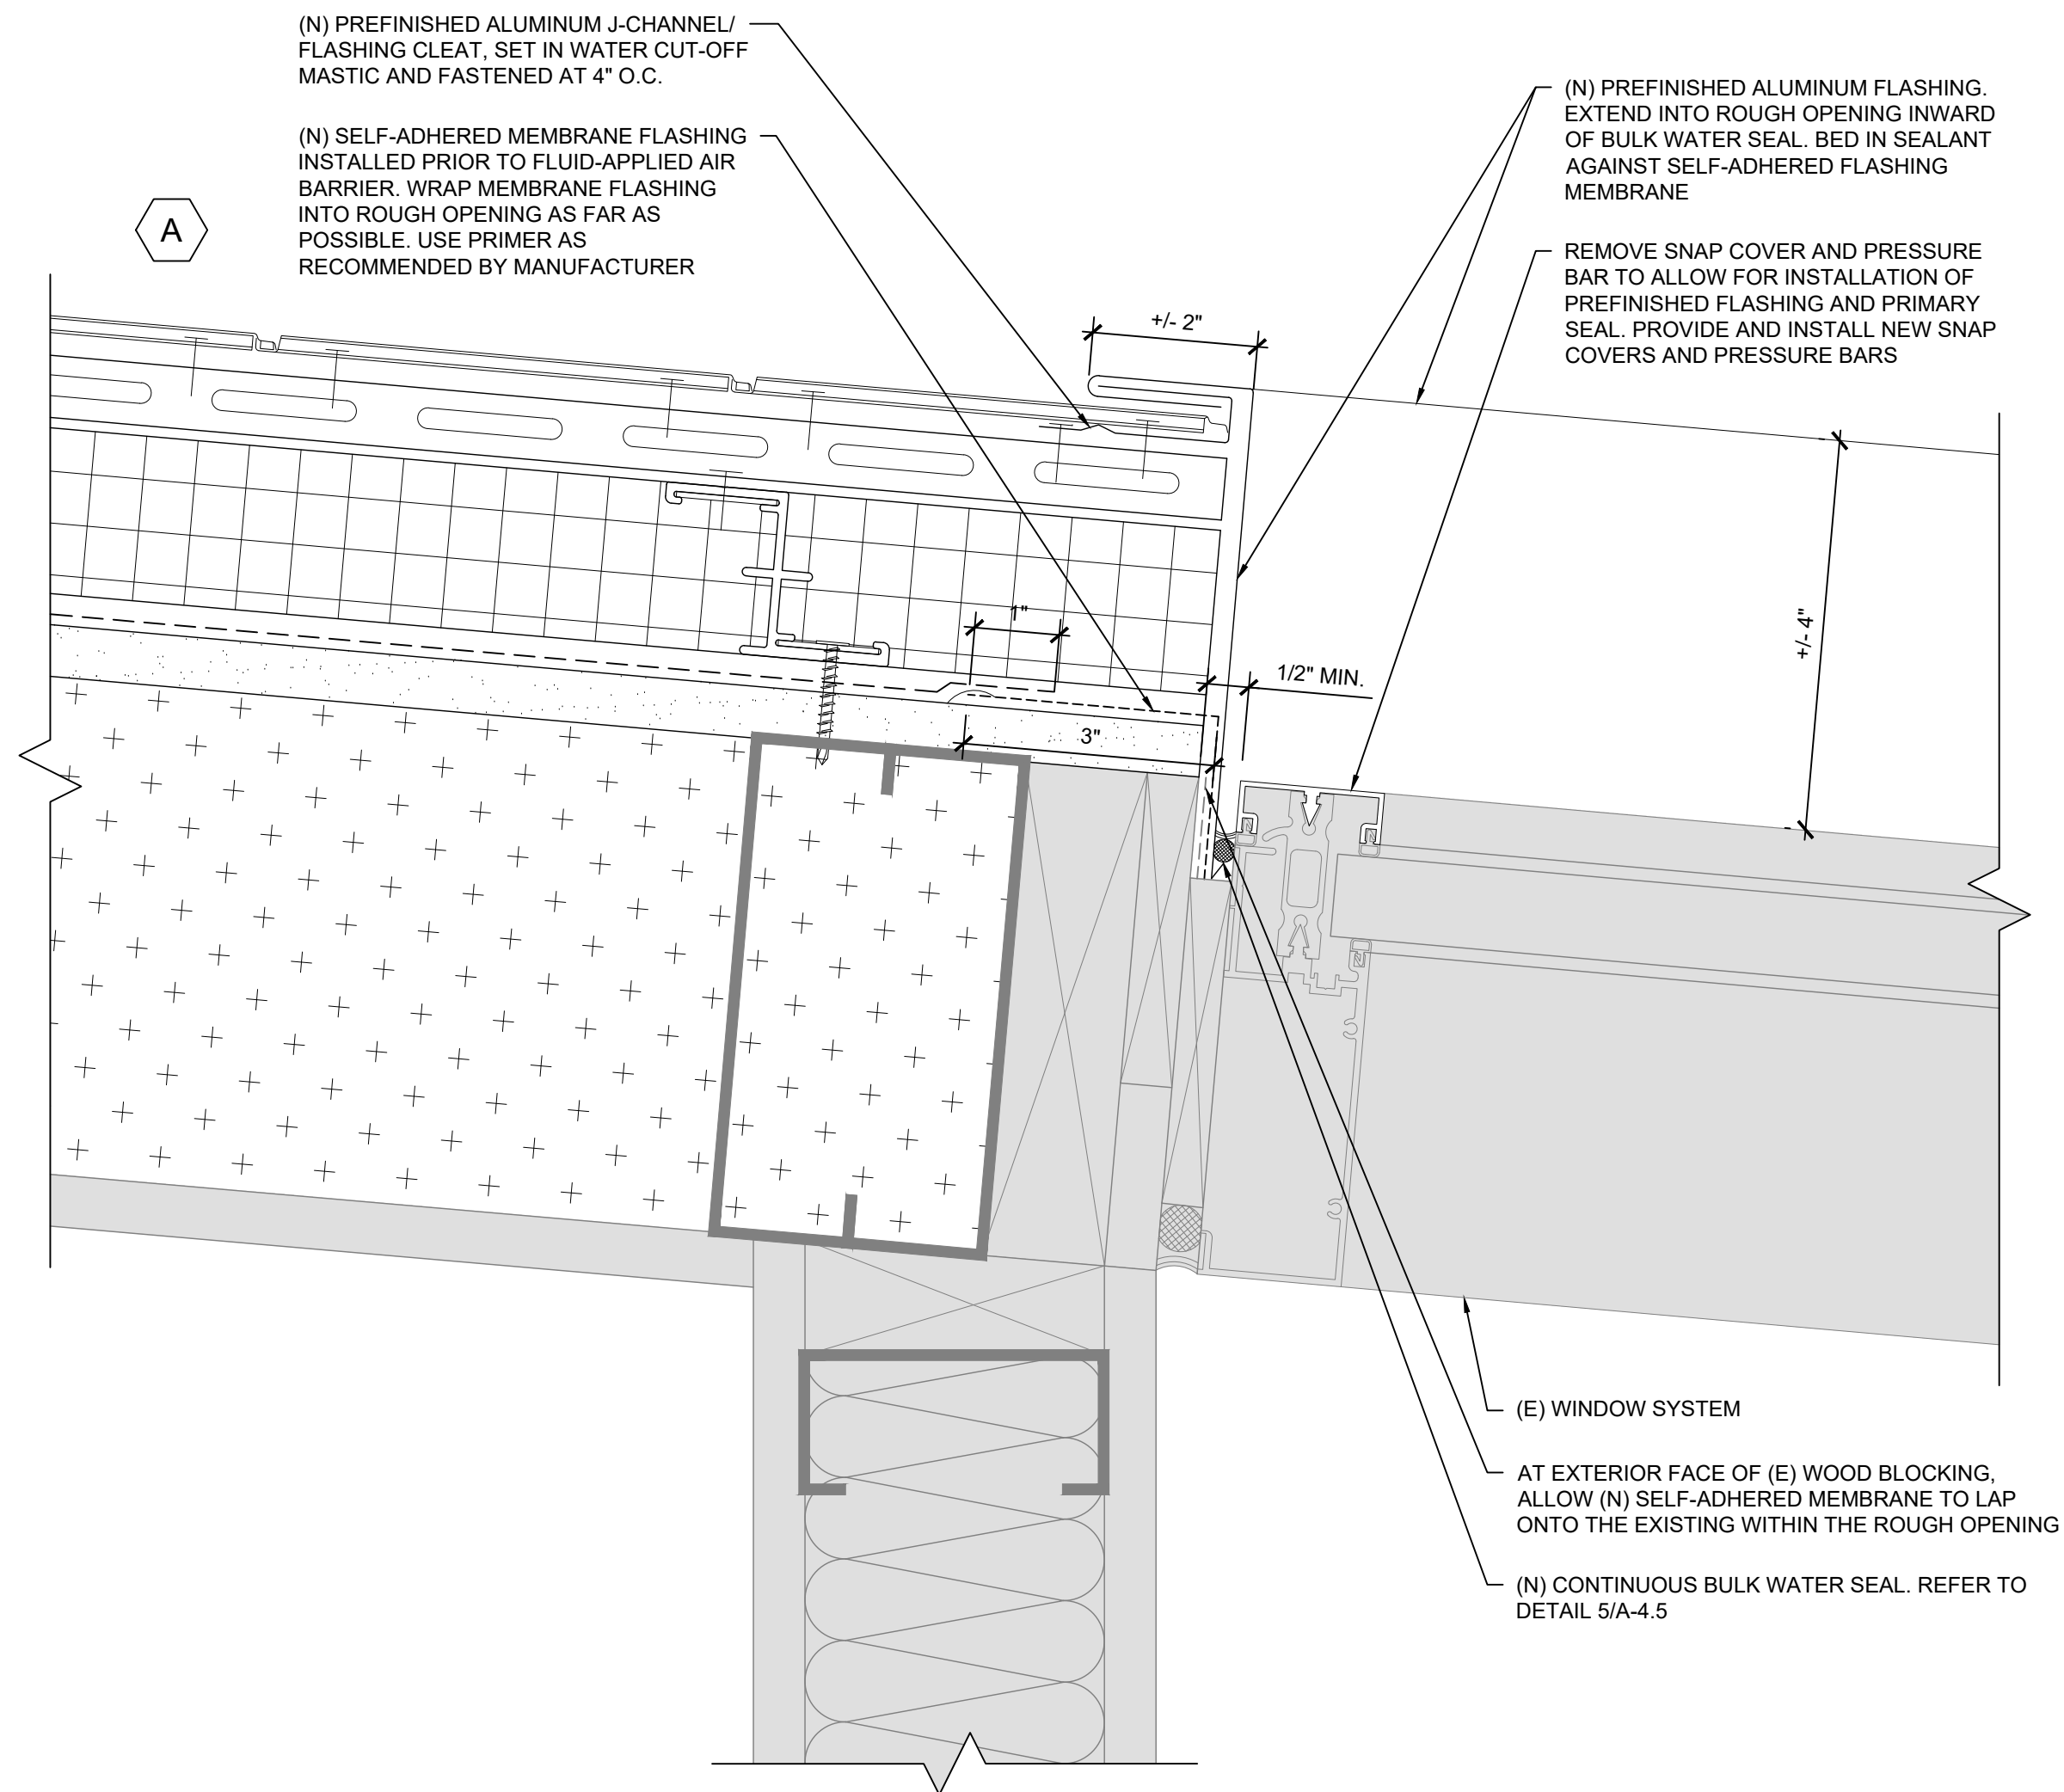 (N) PREFINISHED ALUMINUM J-CHANNEL/
FLASHING CLEAT, SET IN WATER CUT-OFF
MASTIC AND FASTENED AT 4" O.C.
(N) SELF-ADHERED MEMBRANE FLASHING
INSTALLED PRIOR TO FLUID-APPLIED AIR
BARRIER. WRAP MEMBRANE FLASHING
INTO ROUGH OPENING AS FAR AS
POSSIBLE. USE PRIMER AS
RECOMMENDED BY MANUFACTURER
A
(N) PREFINISHED ALUMINUM FLASHING.
EXTEND INTO ROUGH OPENING INWARD
OF BULK WATER SEAL. BED IN SEALANT
AGAINST SELF-ADHERED FLASHING
MEMBRANE
REMOVE SNAP COVER AND PRESSURE
BAR TO ALLOW FOR INSTALLATION OF
PREFINISHED FLASHING AND PRIMARY
SEAL. PROVIDE AND INSTALL NEW SNAP
COVERS AND PRESSURE BARS
+/- 2"
+/- 4"
1"
1/2" MIN.
3"
(E) WINDOW SYSTEM
AT EXTERIOR FACE OF (E) WOOD BLOCKING,
ALLOW (N) SELF-ADHERED MEMBRANE TO LAP
ONTO THE EXISTING WITHIN THE ROUGH OPENING
(N) CONTINUOUS BULK WATER SEAL. REFER TO
DETAIL 5/A-4.5